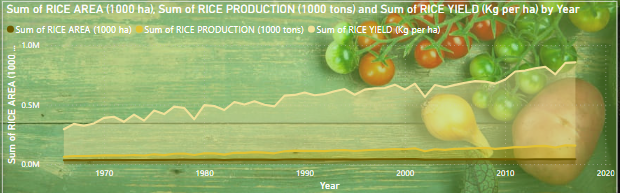 Sum of RICE AREA (1000 ha), Sum of RICE PRODUCTION (1000 tons) and Sum of RICE YIELD (Kg per ha) by Year
Sum of RICE AREA (1000 ha) Sum of RICE PRODUCTION (1000 tons) Sum of RICE YIELD (Kg per ha)
Sum of RICE AREA (1000 ...
1.0M
0.5M
0.0M
1970 1980 1990 2000 2010 2020
Year